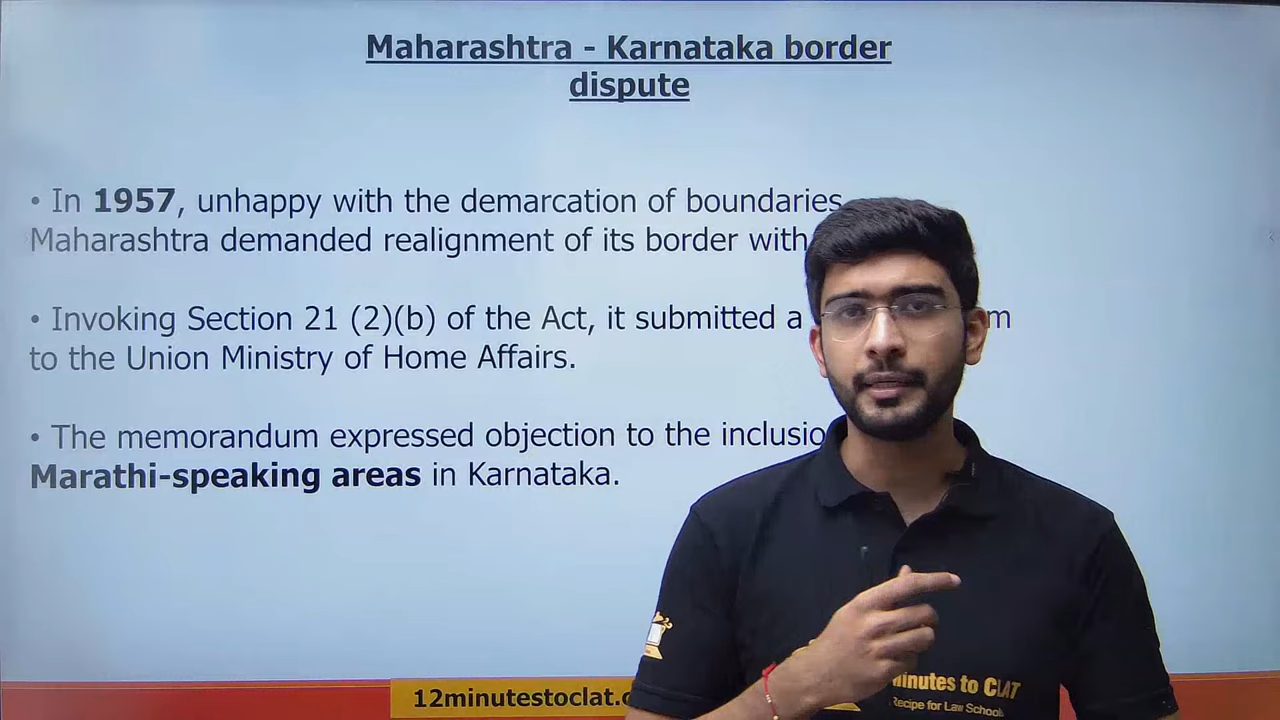 Maharashtra - Karnataka border
dispute
• In 1957, unhappy with the demarcation of boundaries
Maharashtra demanded realignment of its border with
• Invoking Section 21 (2)(b) of the Act, it submitted a
to the Union Ministry of Home Affairs.
• The memorandum expressed objection to the
Marathi-speaking areas in Karnataka.
12minutestoclat.
Minutes to CLAT
Recipe for Law Schools